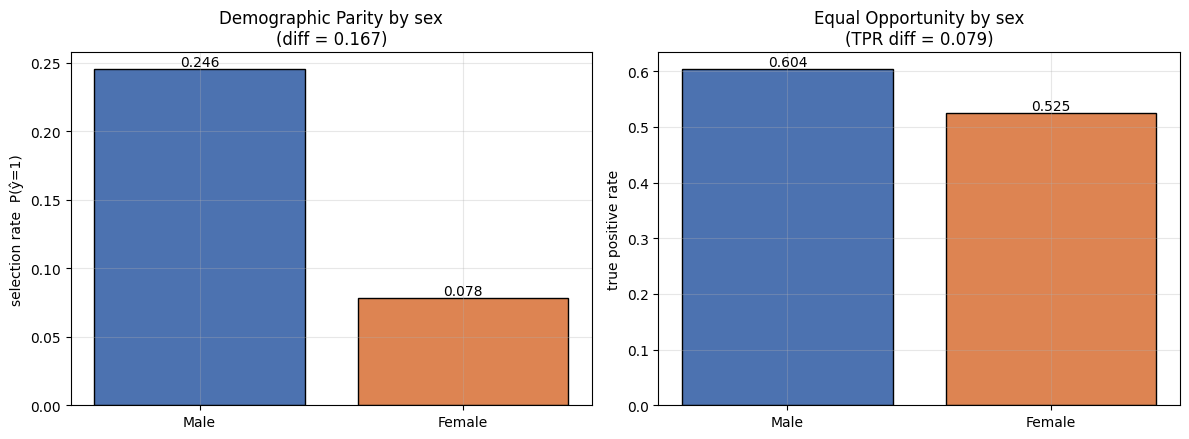 Demographic Parity by sex
(diff = 0.167)
selection rate  P(ŷ=1)
0.25
0.20
0.15
0.10
0.05
0.00
0.246
0.078
Male
Female
Equal Opportunity by sex
(TPR diff = 0.079)
true positive rate
0.6
0.5
0.4
0.3
0.2
0.1
0.0
0.604
0.525
Male
Female